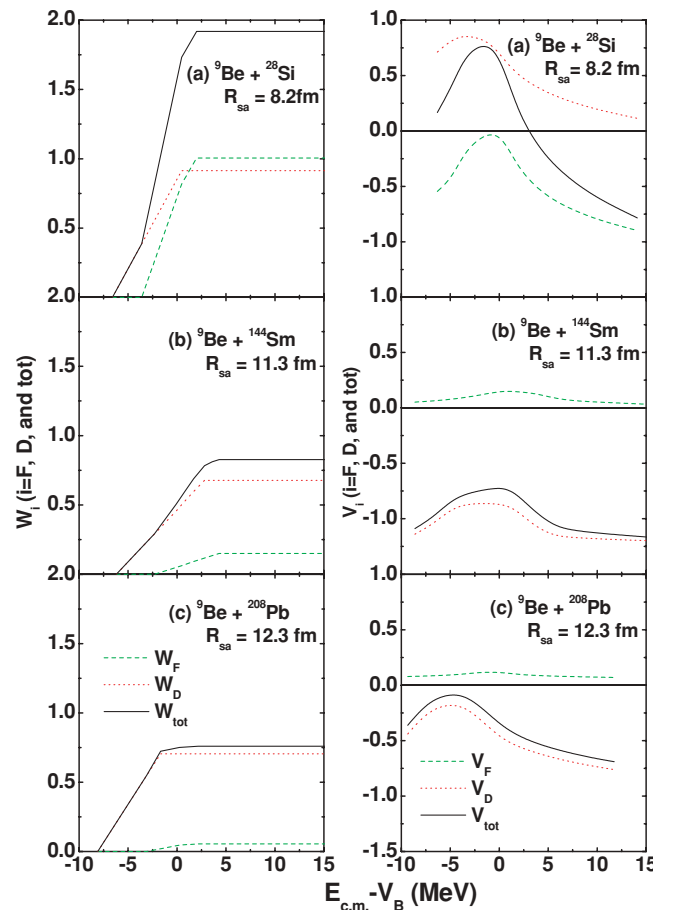 2.0
1.5
1.0
0.5
2.0
1.5
1.0
0.5
2.0
1.5
1.0
0.5
0.0
-10 -5 0 5 10 15
W_i (i=F, D, and tot)
(a) ⁹Be + ²⁸Si
R_sa = 8.2fm
(b) ⁹Be + ¹⁴⁴Sm
R_sa = 11.3 fm
(c) ⁹Be + ²⁰⁸Pb
R_sa = 12.3 fm
W_F
W_D
W_tot
1.0
0.5
0.0
-0.5
-1.0
1.0
0.5
0.0
-0.5
-1.0
1.0
0.5
0.0
-0.5
-1.0
-1.5
-10 -5 0 5 10 15
V_i (i=F, D, and tot)
(a) ⁹Be + ²⁸Si
R_sa = 8.2 fm
(b) ⁹Be + ¹⁴⁴Sm
R_sa = 11.3 fm
(c) ⁹Be + ²⁰⁸Pb
R_sa = 12.3 fm
V_F
V_D
V_tot
E_c.m.-V_B (MeV)